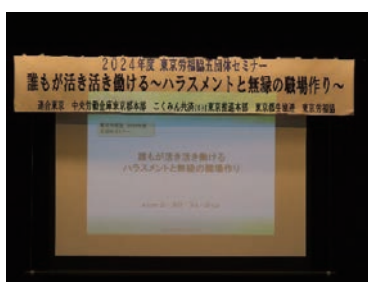 2024年度 東京労福協五団体セミナー
誰もが活き活き働ける～ハラスメントと無縁の職場作り～
連合東京 中央労働金庫東京都本部 こくみん共済 東京推進本部 東京都生協連 東京労福協
誰もが活き活き働ける
ハラスメントと無縁の職場作り